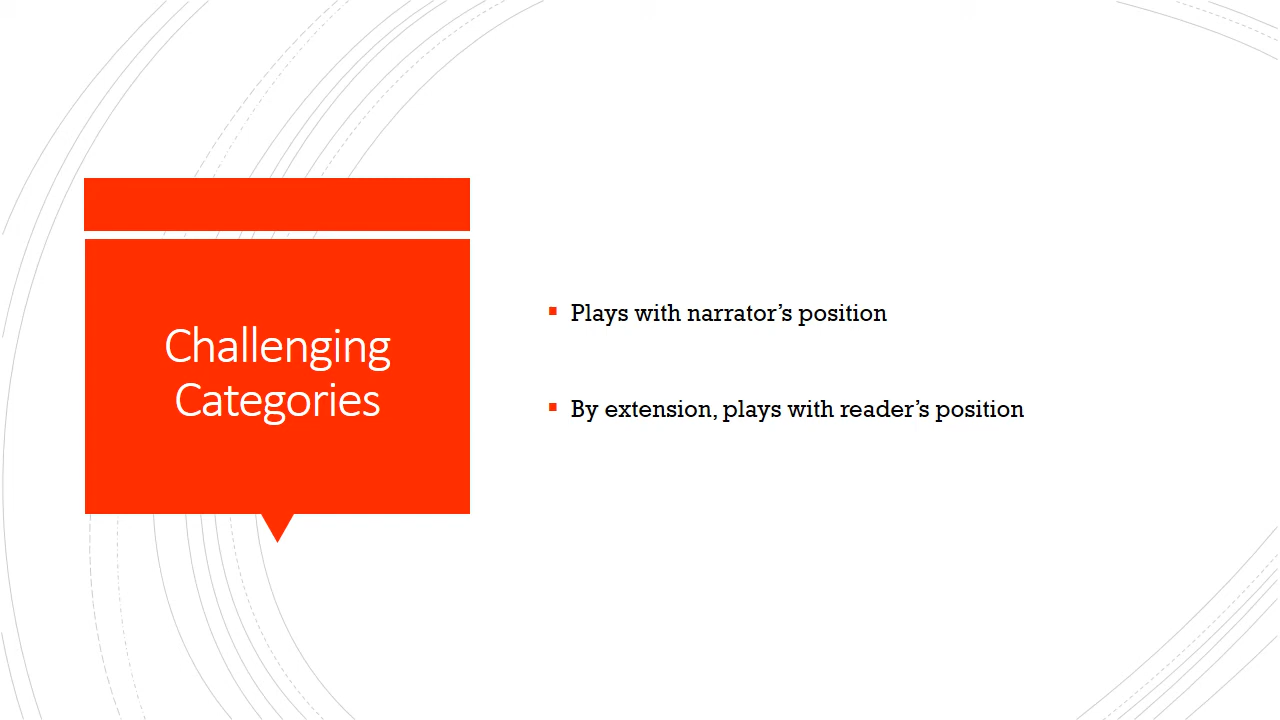 Challenging
Categories
Plays with narrator’s position
By extension, plays with reader’s position